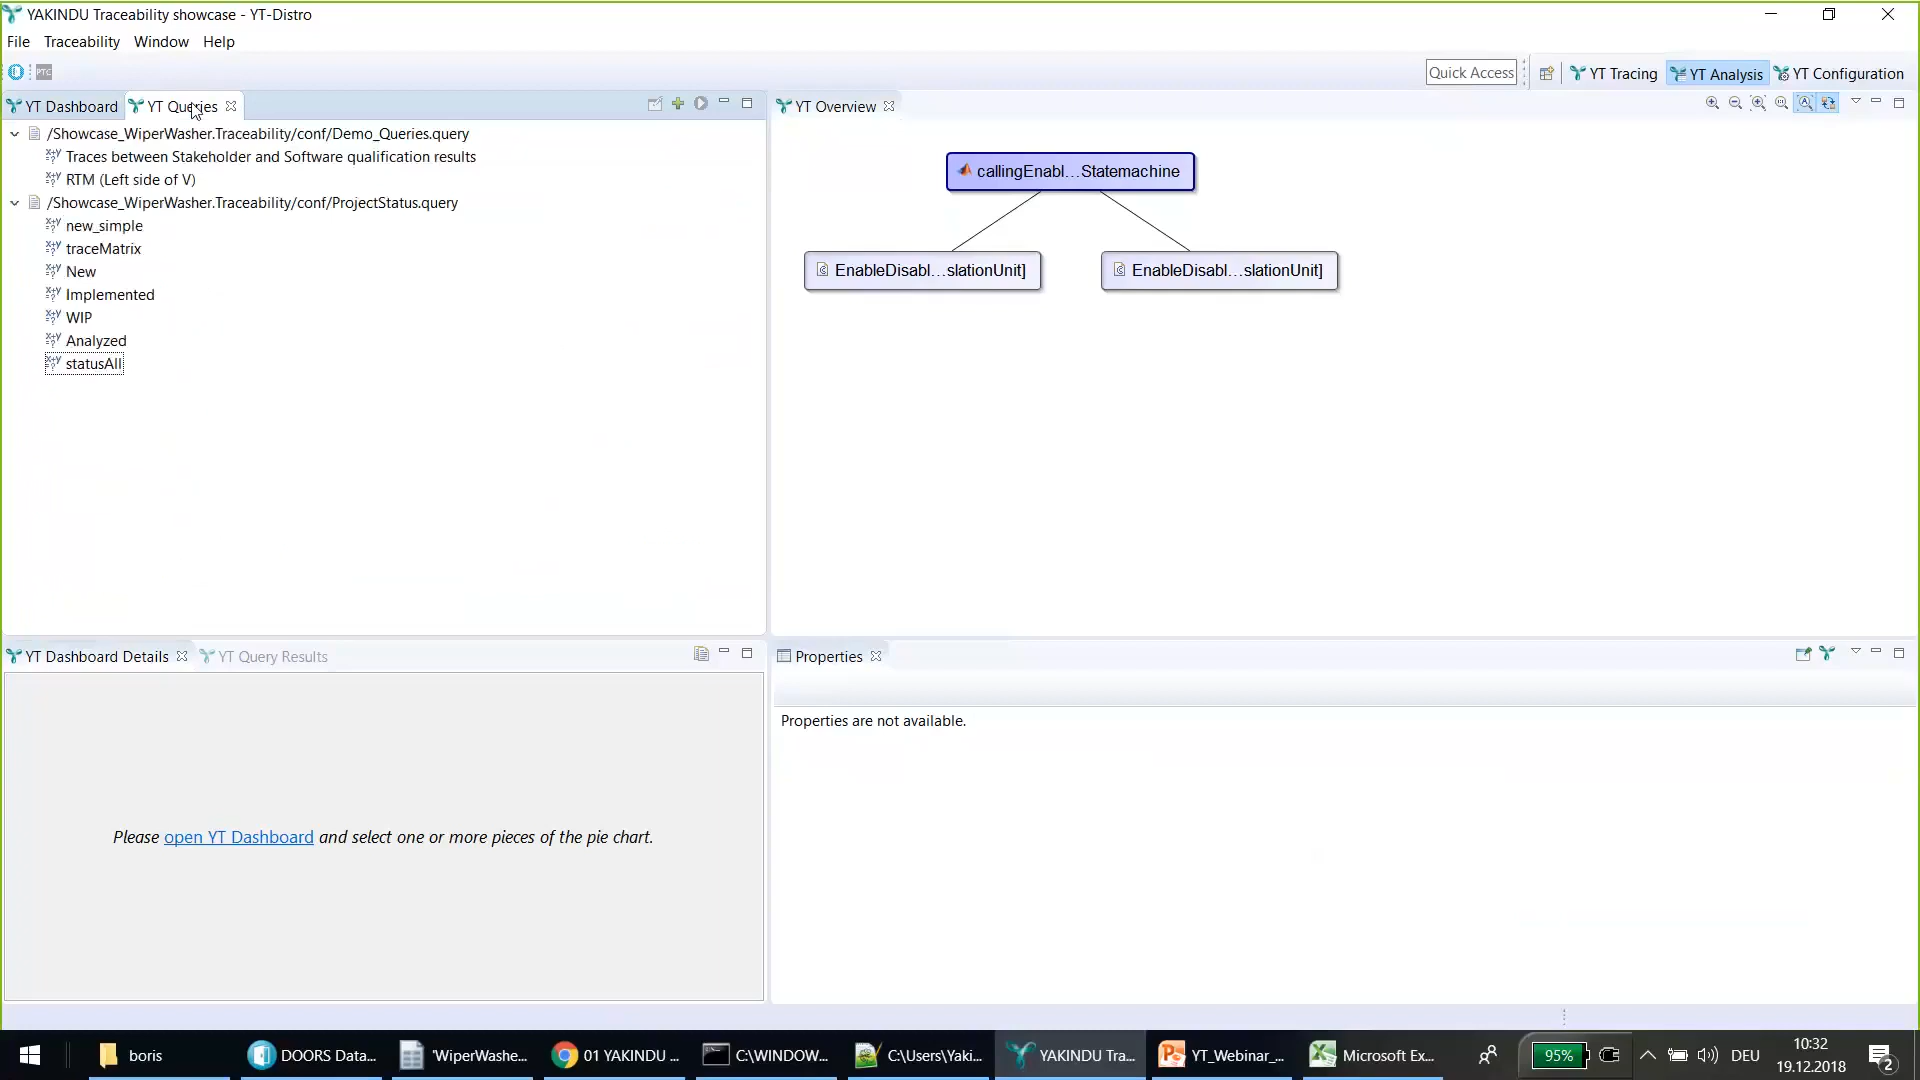 YAKINDU Traceability showcase - YT-Distro
File Traceability Window Help
PTC
Quick Access
YT Tracing
YT Analysis
YT Configuration
YT Dashboard
YT Queries
/Showcase_WiperWasher.Traceability/conf/Demo_Queries.query
Traces between Stakeholder and Software qualification results
RTM (Left side of V)
/Showcase_WiperWasher.Traceability/conf/ProjectStatus.query
new_simple
traceMatrix
New
Implemented
WIP
Analyzed
statusAll
YT Overview
callingEnabl...Statemachine
EnableDisabl...slationUnit]
EnableDisabl...slationUnit]
YT Dashboard Details
YT Query Results
Please open YT Dashboard and select one or more pieces of the pie chart.
Properties
Properties are not available.
boris
DOORS Data...
'WiperWashe...
01 YAKINDU ...
C:\WINDOW...
C:\Users\Yaki...
YAKINDU Tra...
YT_Webinar_...
Microsoft Ex...
95%
DEU
10:32
19.12.2018
2